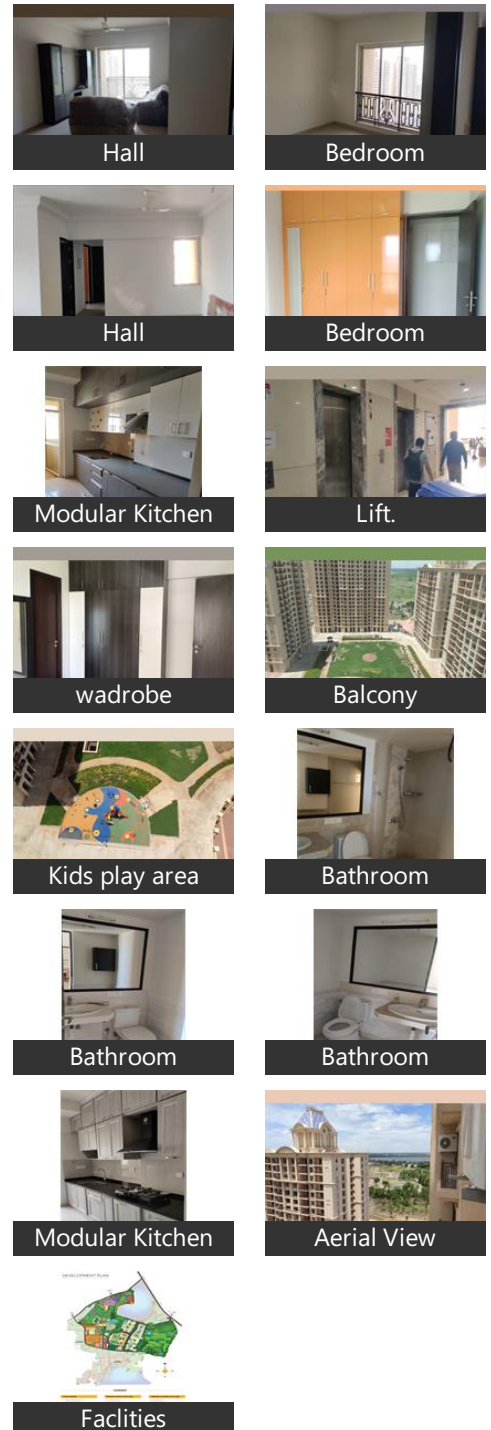 Hall
Bedroom
Hall
Bedroom
Modular Kitchen
Lift.
wadrobe
Balcony
Kids play area
Bathroom
Bathroom
Bathroom
Modular Kitchen
Aerial View
DEVELOPMENT PLAN
Faclities